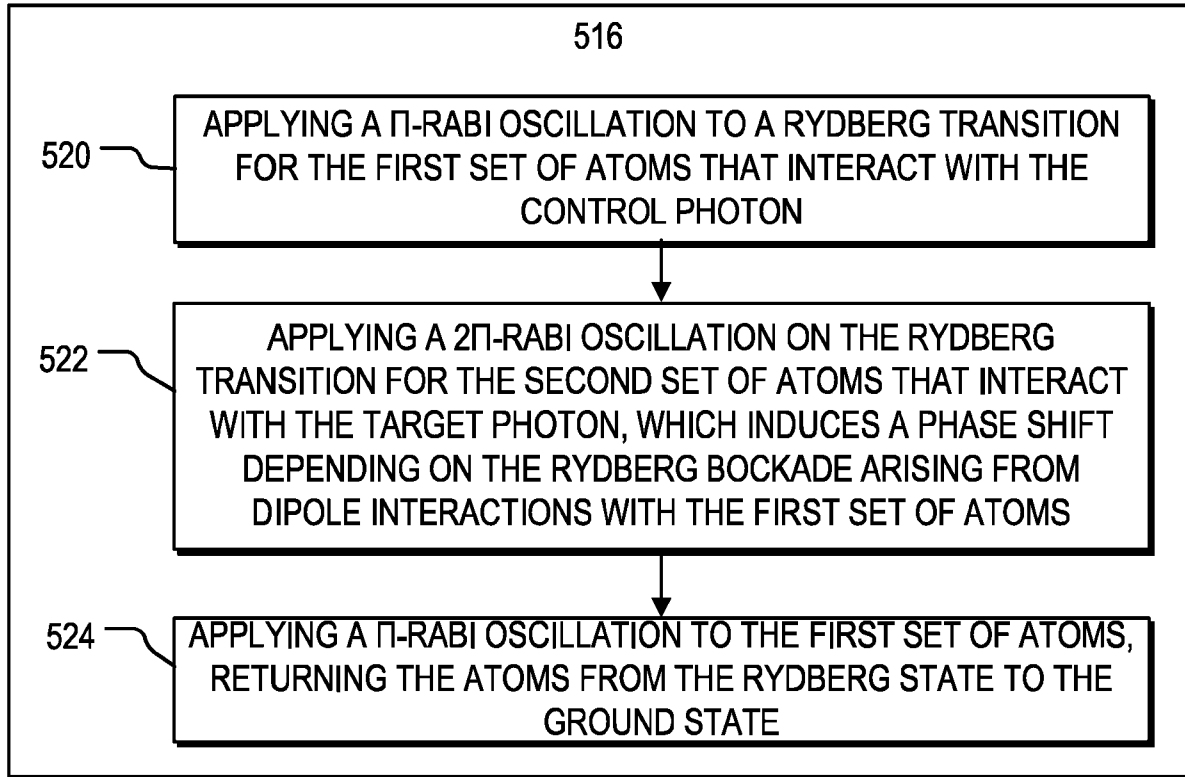 516
520
APPLYING A Π-RABI OSCILLATION TO A RYDBERG TRANSITION
FOR THE FIRST SET OF ATOMS THAT INTERACT WITH THE
CONTROL PHOTON
522
APPLYING A 2Π-RABI OSCILLATION ON THE RYDBERG
TRANSITION FOR THE SECOND SET OF ATOMS THAT INTERACT
WITH THE TARGET PHOTON, WHICH INDUCES A PHASE SHIFT
DEPENDING ON THE RYDBERG BOCKADE ARISING FROM
DIPOLE INTERACTIONS WITH THE FIRST SET OF ATOMS
524
APPLYING A Π-RABI OSCILLATION TO THE FIRST SET OF ATOMS,
RETURNING THE ATOMS FROM THE RYDBERG STATE TO THE
GROUND STATE